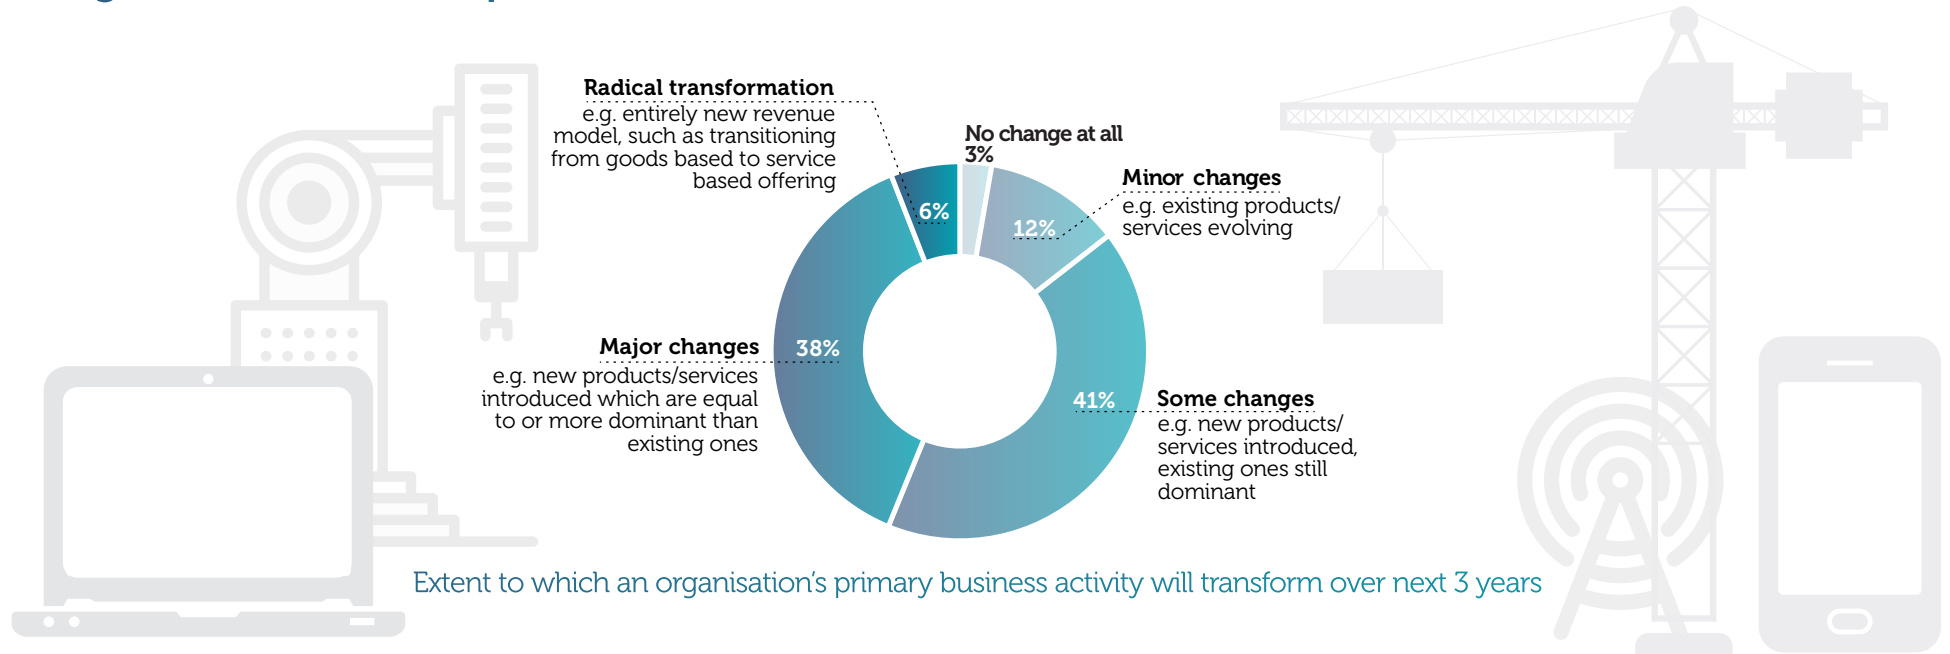 Radical transformation
e.g. entirely new revenue
model, such as transitioning
from goods based to service
based offering
6%
No change at all
3%
Minor changes
e.g. existing products/
services evolving
12%
Major changes
38%
e.g. new products/services
introduced which are equal
to or more dominant than
existing ones
41%
Some changes
e.g. new products/
services introduced,
existing ones still
dominant
Extent to which an organisation's primary business activity will transform over next 3 years